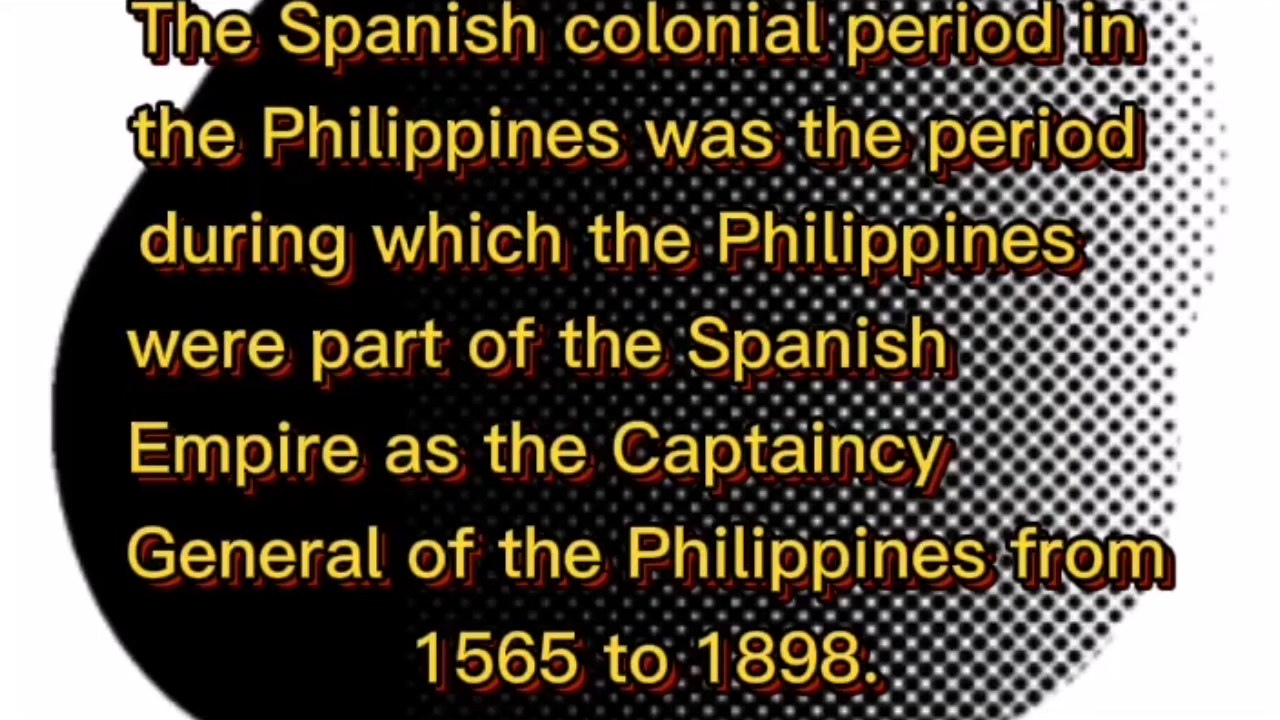 The Spanish colonial period in
the Philippines was the period
during which the Philippines
were part of the Spanish
Empire as the Captaincy
General of the Philippines from
1565 to 1898.